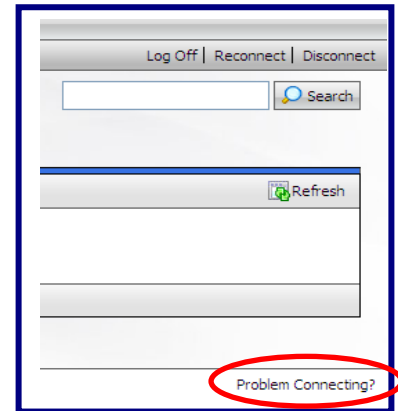 Log Off | Reconnect | Disconnect
Search
Refresh
Problem Connecting?